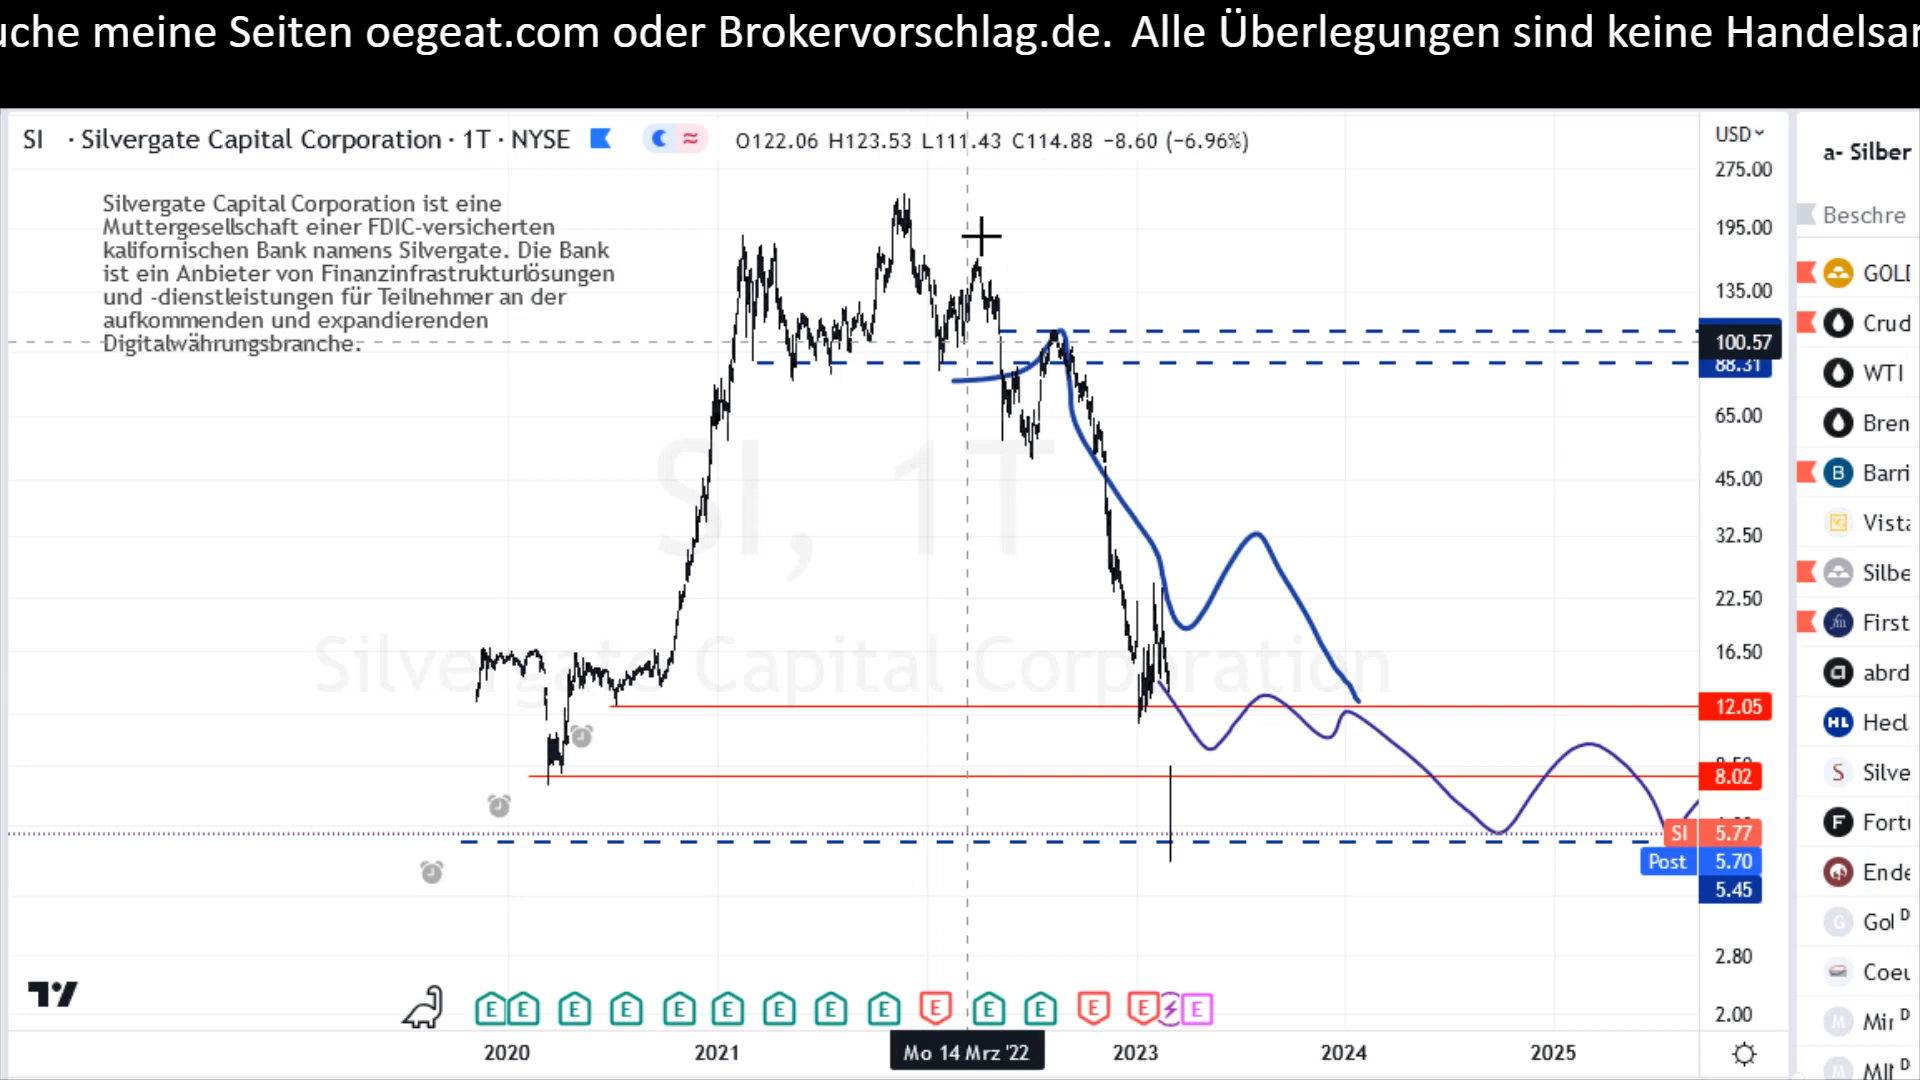 uche meine Seiten oegeat.com oder Brokervorschlag.de. Alle Überlegungen sind keine Handelsan
SI · Silvergate Capital Corporation · 1T · NYSE
O122.06 H123.53 L111.43 C114.88 −8.60 (−6.96%)
USD
a- Silber
Silvergate Capital Corporation ist eine
Muttergesellschaft einer FDIC-versicherten
kalifornischen Bank namens Silvergate. Die Bank
ist ein Anbieter von Finanzinfrastrukturlösungen
und -dienstleistungen für Teilnehmer an der
aufkommenden und expandierenden
Digitalwährungsbranche.
SI, 1T
Silvergate Capital Corporation
275.00
195.00
135.00
100.57
88.31
65.00
45.00
32.50
22.50
16.50
12.05
8.02
SI 5.77
Post 5.70
5.45
2.80
2.00
Beschre
GOLD
Crud
WTI
Bren
B Barri
Vista
Silbe
fm First
a abrd
HL Hecl
S Silve
F Fortu
Ende
G Gol D
Coeu
M Mir D
M D
E E E E E E E E E E E E E E E
2020
2021
Mo 14 Mrz '22
2023
2024
2025